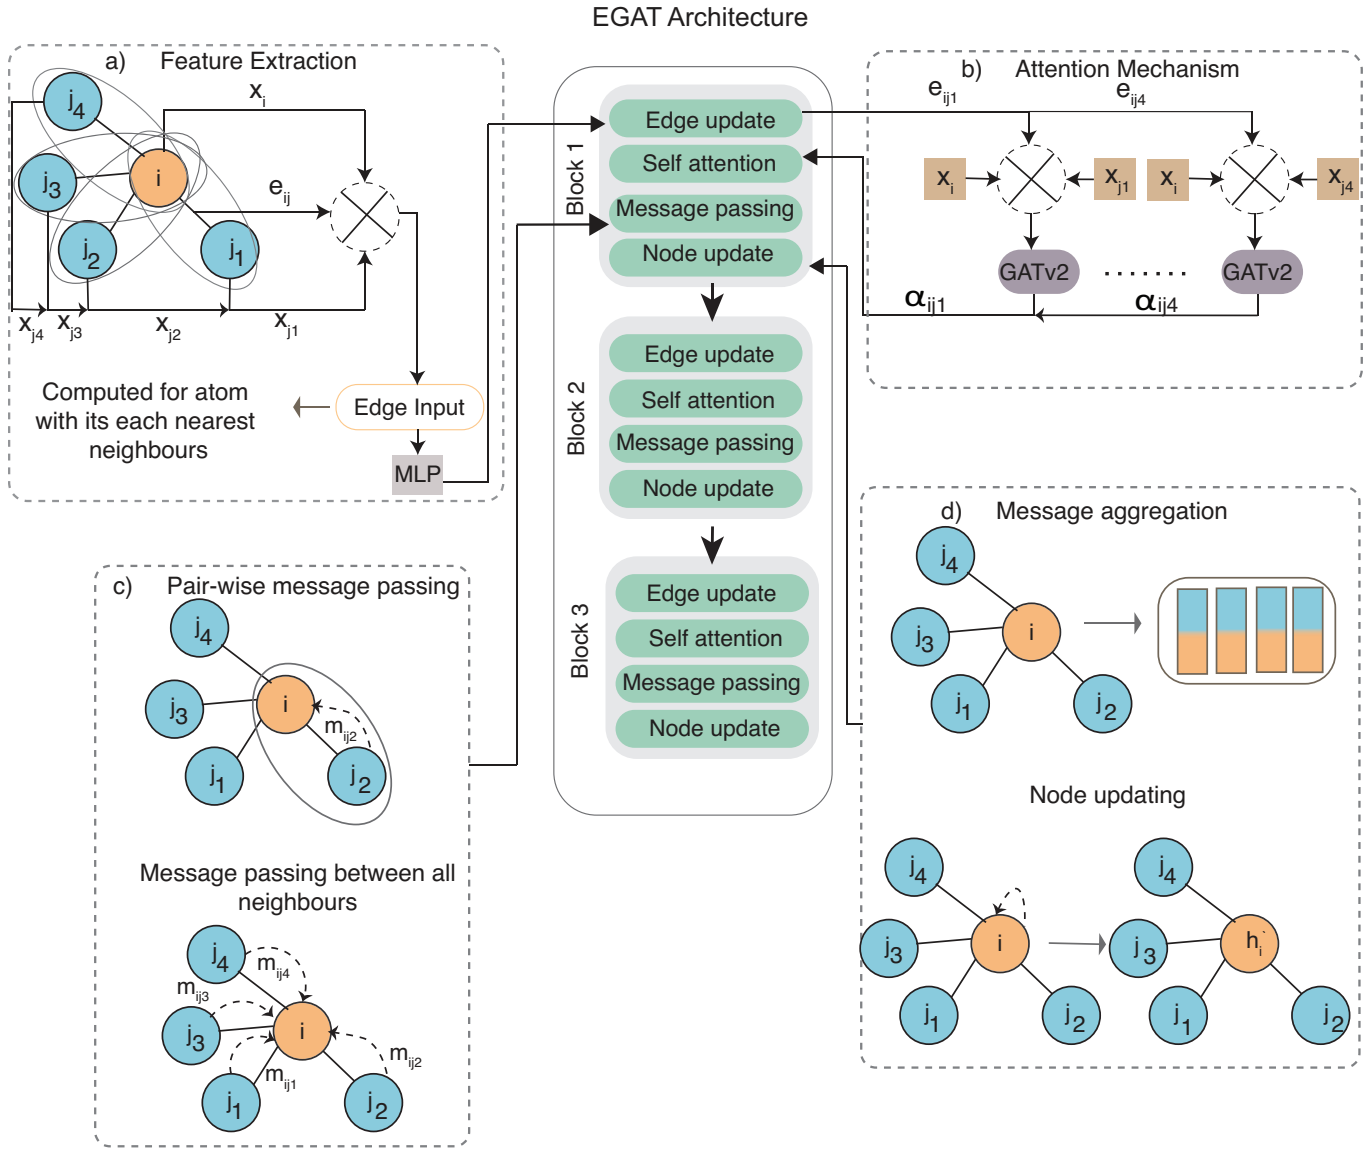 EGAT Architecture
a) Feature Extraction
j4
j3
i
j2
j1
xi
eij
xj4
xj3
xj2
xj1
Computed for atom
with its each nearest
neighbours
Edge Input
MLP
Block 1
Edge update
Self attention
Message passing
Node update
Block 2
Edge update
Self attention
Message passing
Node update
Block 3
Edge update
Self attention
Message passing
Node update
b) Attention Mechanism
eij1
eij4
xi
xj1
xi
xj4
GATv2
.......
GATv2
αij1
αij4
c) Pair-wise message passing
j4
j3
i
mij2
j1
j2
Message passing between all
neighbours
j4
mij4
mij3
j3
i
mij2
mij1
j1
j2
d) Message aggregation
j4
j3
i
j1
j2
Node updating
j4
j3
i
j1
j2
j4
j3
hi`
j1
j2